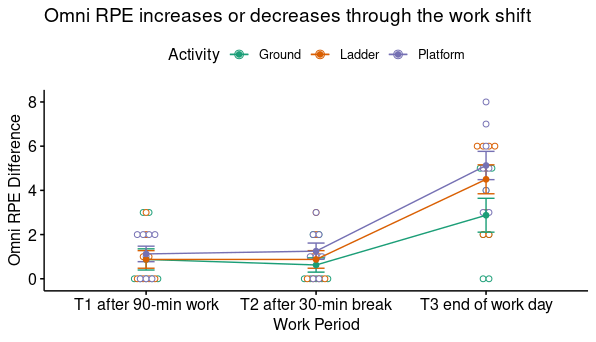 Omni RPE increases or decreases through the work shift
Activity Ground Ladder Platform
Omni RPE Difference
8
6
4
2
0
T1 after 90-min work T2 after 30-min break T3 end of work day
Work Period